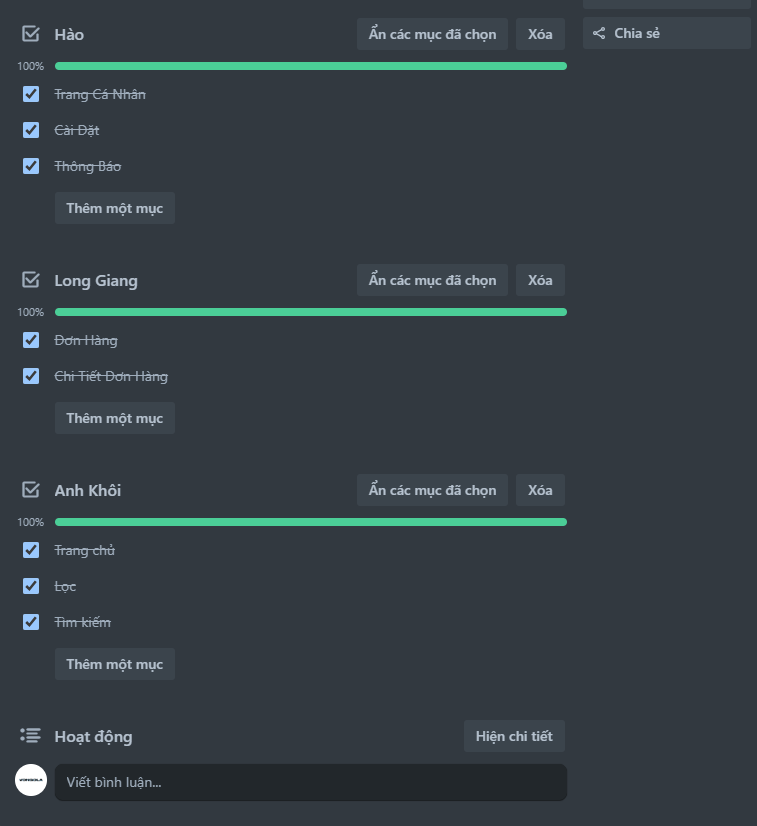 Hào
Ẩn các mục đã chọn
Xóa
Chia sẻ
100%
Trang Cá Nhân
Cài Đặt
Thông Báo
Thêm một mục
Long Giang
Ẩn các mục đã chọn
Xóa
100%
Đơn Hàng
Chi Tiết Đơn Hàng
Thêm một mục
Anh Khôi
Ẩn các mục đã chọn
Xóa
100%
Trang chủ
Lọc
Tìm kiếm
Thêm một mục
Hoạt động
Hiện chi tiết
Viết bình luận...